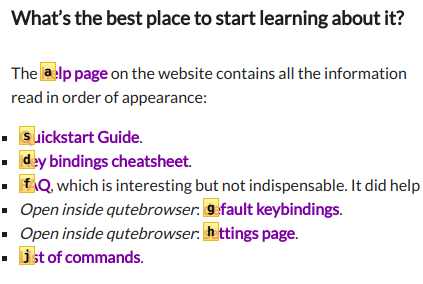 What's the best place to start learning about it?
The a elp page on the website contains all the information
read in order of appearance:
s uickstart Guide.
d ey bindings cheatsheet.
f AQ, which is interesting but not indispensable. It did help
Open inside qutebrowser: g fault keybindings.
Open inside qutebrowser: h ttings page.
j st of commands.